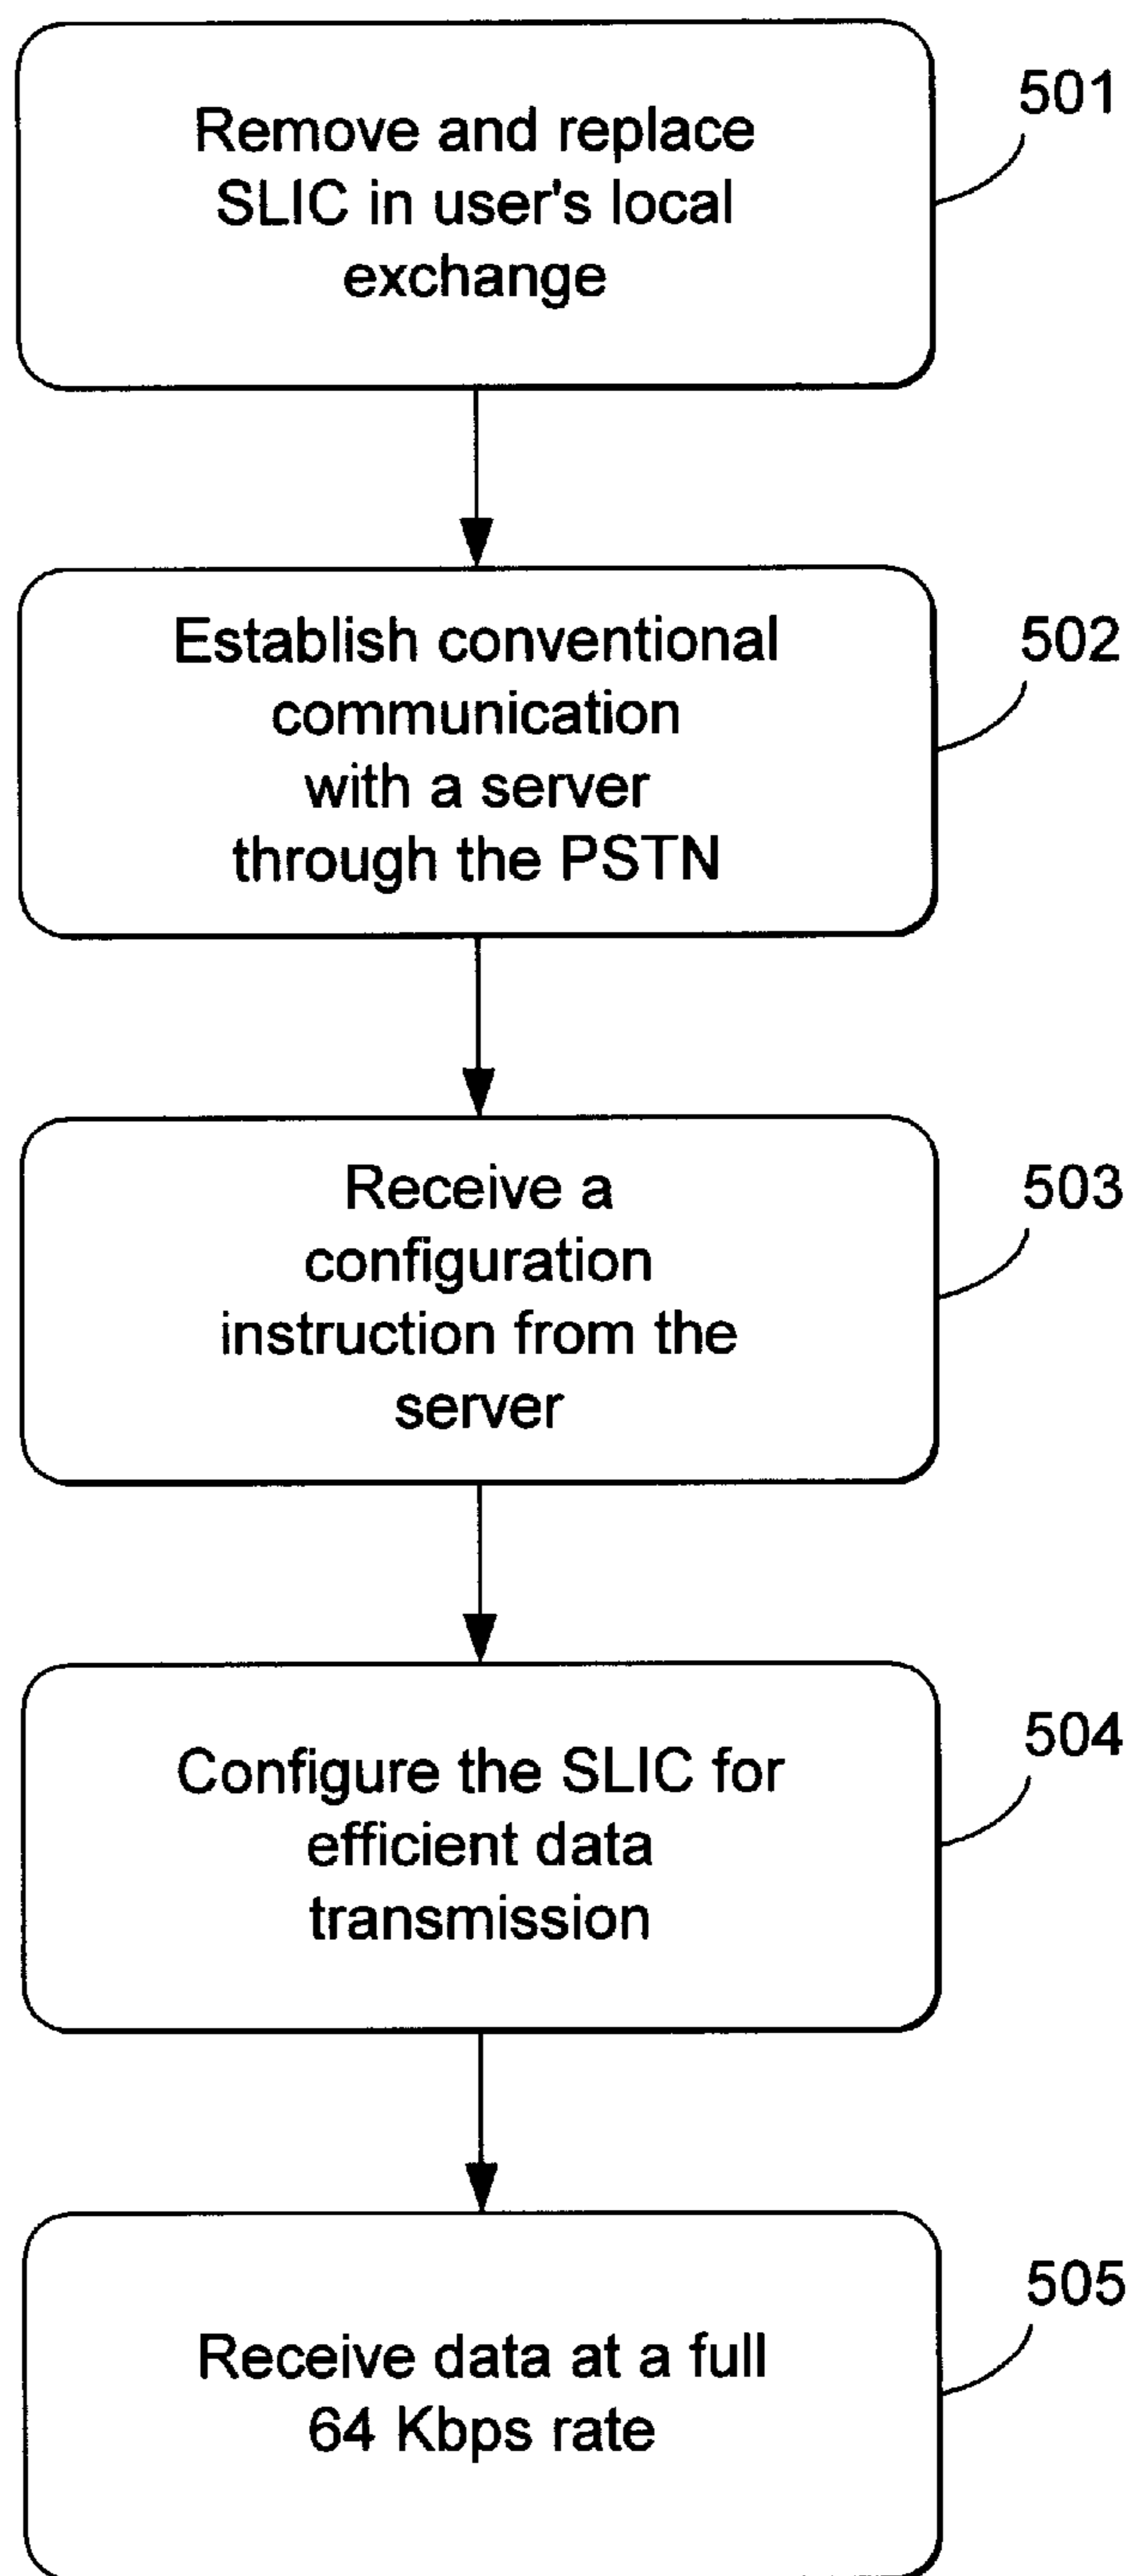 Remove and replace
SLIC in user's local
exchange
501
Establish conventional
communication
with a server
through the PSTN
502
Receive a
configuration
instruction from the
server
503
Configure the SLIC for
efficient data
transmission
504
Receive data at a full
64 Kbps rate
505